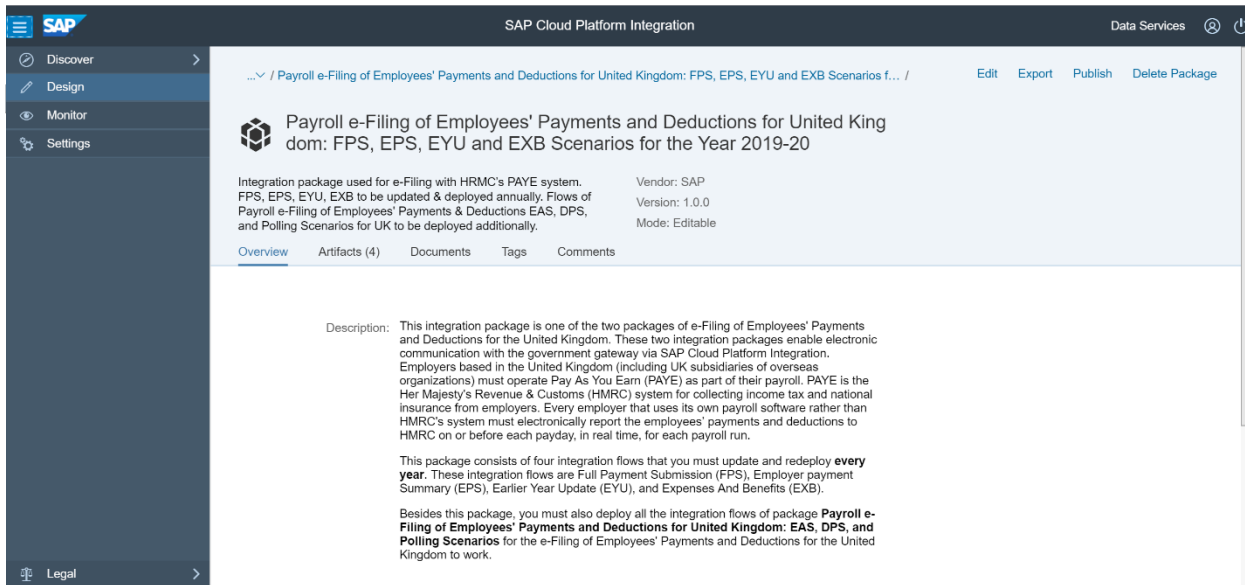 SAP
SAP Cloud Platform Integration
Data Services
Discover
Design
Monitor
Settings
Legal
... / Payroll e-Filing of Employees' Payments and Deductions for United Kingdom: FPS, EPS, EYU and EXB Scenarios f... /
Edit Export Publish Delete Package
Payroll e-Filing of Employees' Payments and Deductions for United King
dom: FPS, EPS, EYU and EXB Scenarios for the Year 2019-20
Integration package used for e-Filing with HRMC's PAYE system.
FPS, EPS, EYU, EXB to be updated & deployed annually. Flows of
Payroll e-Filing of Employees' Payments & Deductions EAS, DPS,
and Polling Scenarios for UK to be deployed additionally.
Vendor: SAP
Version: 1.0.0
Mode: Editable
Overview Artifacts (4) Documents Tags Comments
Description:
This integration package is one of the two packages of e-Filing of Employees' Payments
and Deductions for the United Kingdom. These two integration packages enable electronic
communication with the government gateway via SAP Cloud Platform Integration.
Employers based in the United Kingdom (including UK subsidiaries of overseas
organizations) must operate Pay As You Earn (PAYE) as part of their payroll. PAYE is the
Her Majesty's Revenue & Customs (HMRC) system for collecting income tax and national
insurance from employers. Every employer that uses its own payroll software rather than
HMRC's system must electronically report the employees' payments and deductions to
HMRC on or before each payday, in real time, for each payroll run.
This package consists of four integration flows that you must update and redeploy every
year. These integration flows are Full Payment Submission (FPS), Employer payment
Summary (EPS), Earlier Year Update (EYU), and Expenses And Benefits (EXB).
Besides this package, you must also deploy all the integration flows of package Payroll e-
Filing of Employees' Payments and Deductions for United Kingdom: EAS, DPS, and
Polling Scenarios for the e-Filing of Employees' Payments and Deductions for the United
Kingdom to work.